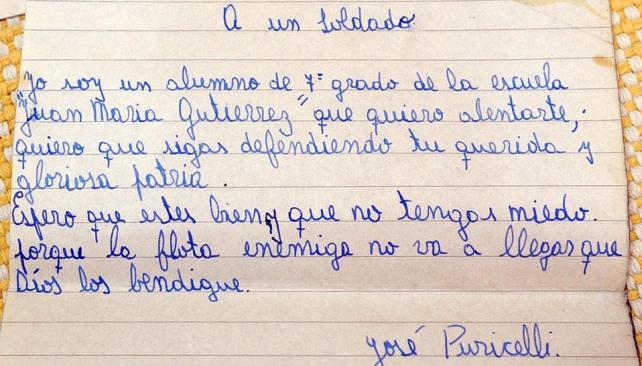 A un soldado
Yo soy un alumno de 7º grado de la escuela
"Juan Maria Gutierrez" que quiero alentarte,
quiero que sigas defendiendo tu querida y
gloriosa patria.
Espero que estes bien y que no tengas miedo.
porque la flota enemiga no va a llegar que
Dios los bendigue.
José Puricelli.